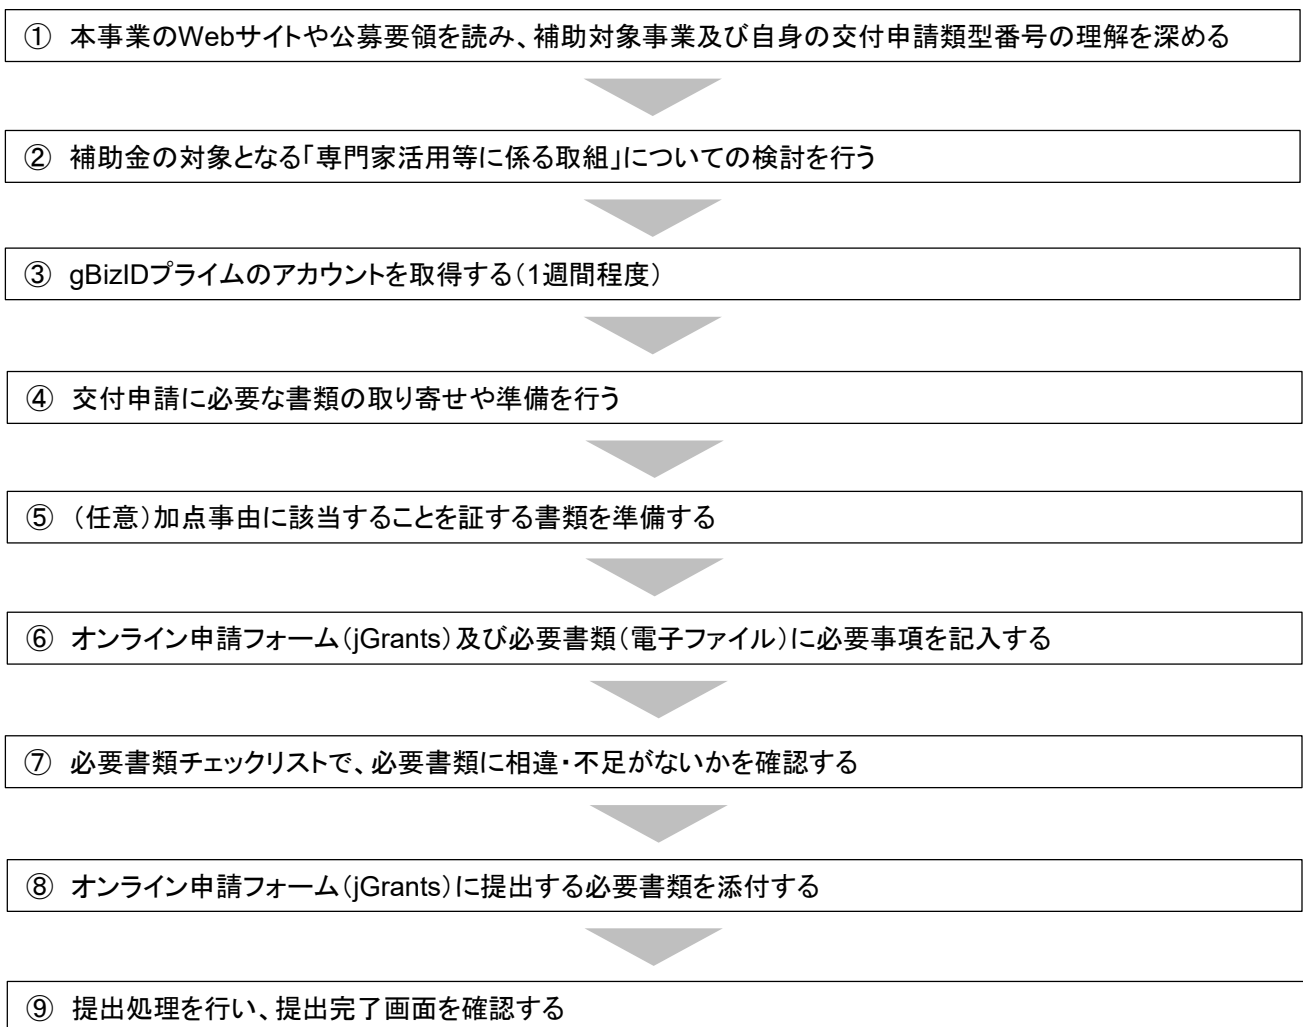 ① 本事業のWebサイトや公募要領を読み、補助対象事業及び自身の交付申請類型番号の理解を深める
② 補助金の対象となる「専門家活用等に係る取組」についての検討を行う
③ gBizIDプライムのアカウントを取得する（1週間程度）
④ 交付申請に必要な書類の取り寄せや準備を行う
⑤ （任意）加点事由に該当することを証する書類を準備する
⑥ オンライン申請フォーム（jGrants）及び必要書類（電子ファイル）に必要事項を記入する
⑦ 必要書類チェックリストで、必要書類に相違・不足がないかを確認する
⑧ オンライン申請フォーム（jGrants）に提出する必要書類を添付する
⑨ 提出処理を行い、提出完了画面を確認する